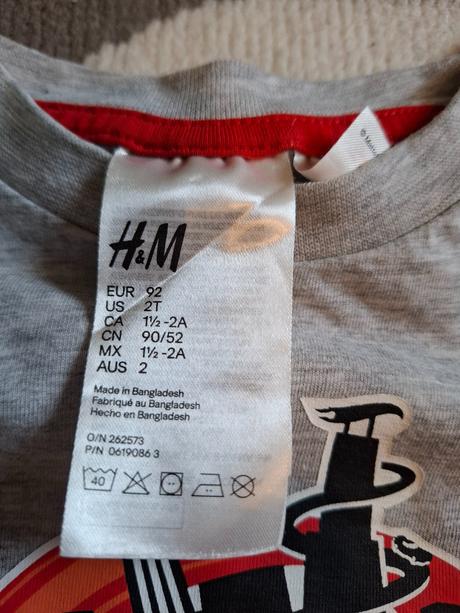 H&M
EUR 92
US 2T
CA 1½-2A
CN 90/52
MX 1½-2A
AUS 2
Made in Bangladesh
Fabriqué au Bangladesh
Hecho en Bangladesh
O/N 262573
P/N 0619086 3
40